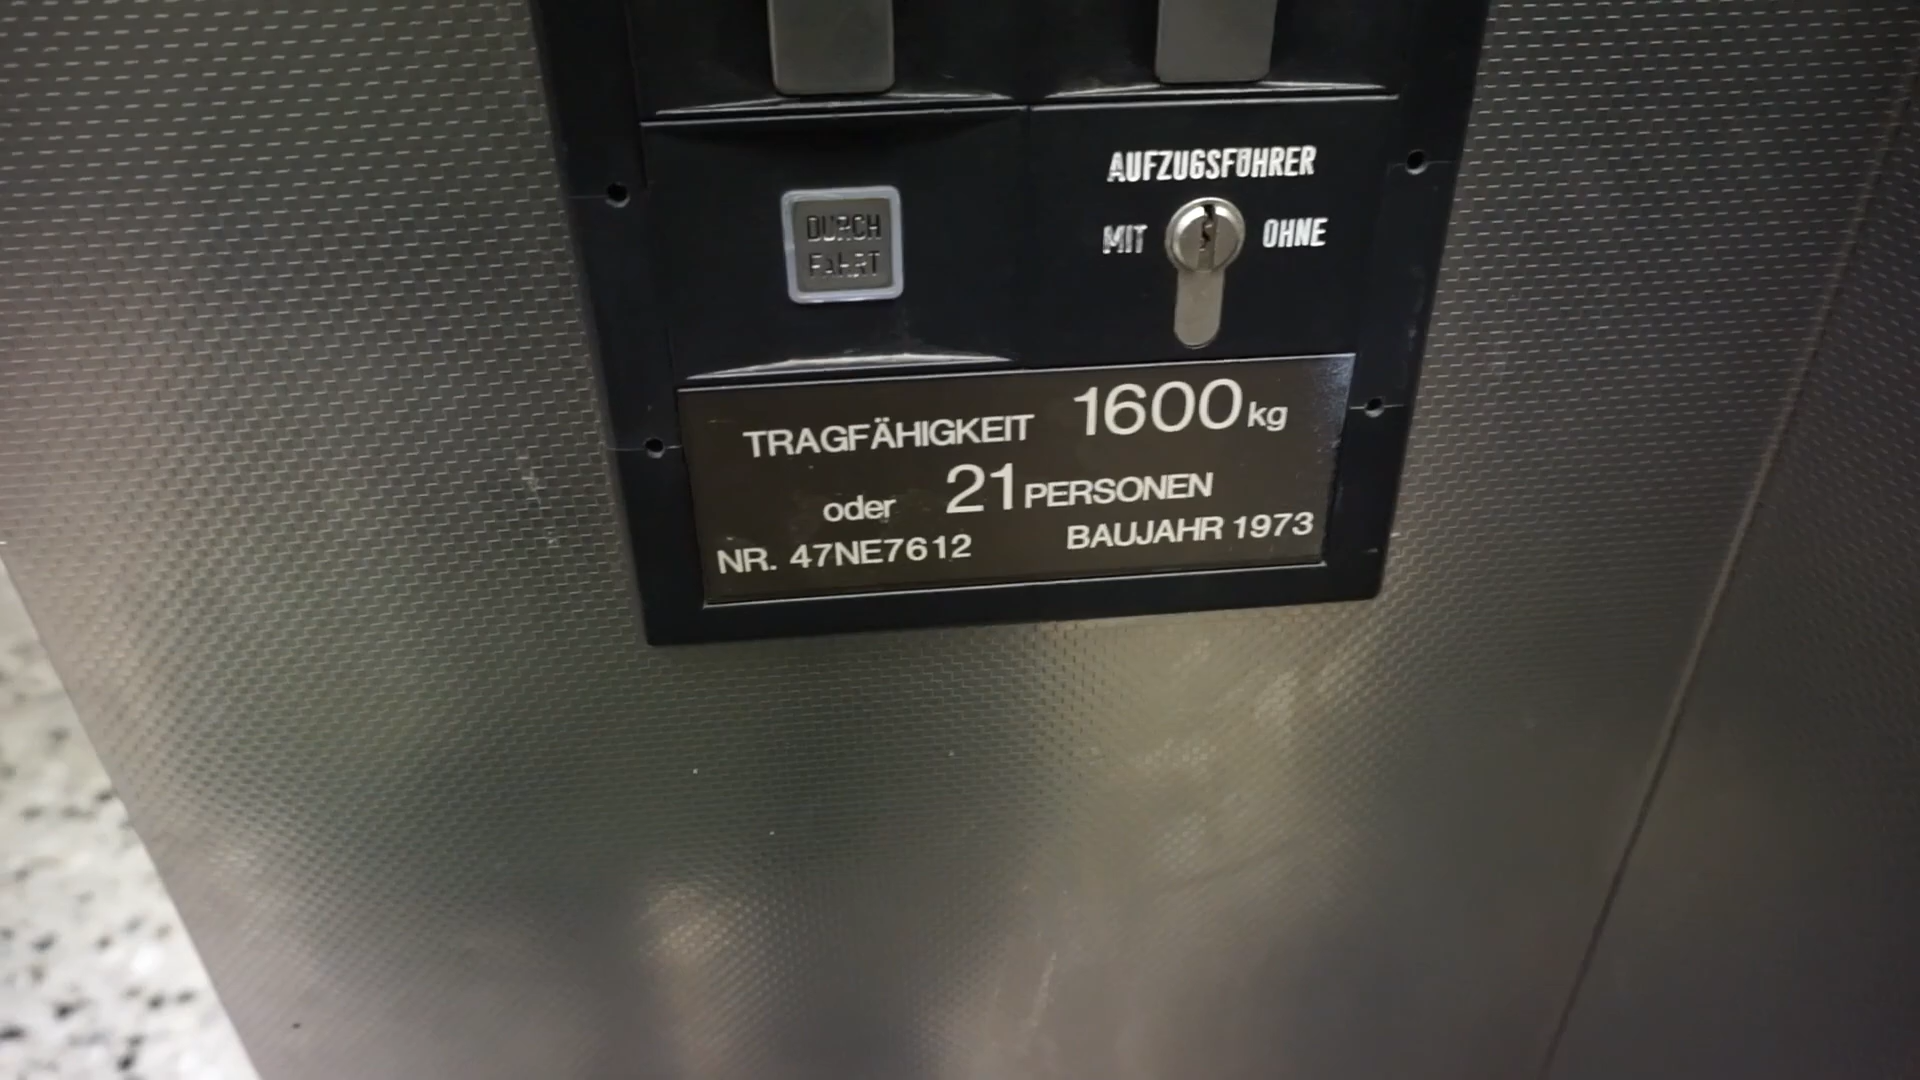 AUFZUGSFÜHRER
MIT OHNE
DURCH
FAHRT
TRAGFÄHIGKEIT 1600 kg
oder 21 PERSONEN
NR. 47NE7612 BAUJAHR 1973